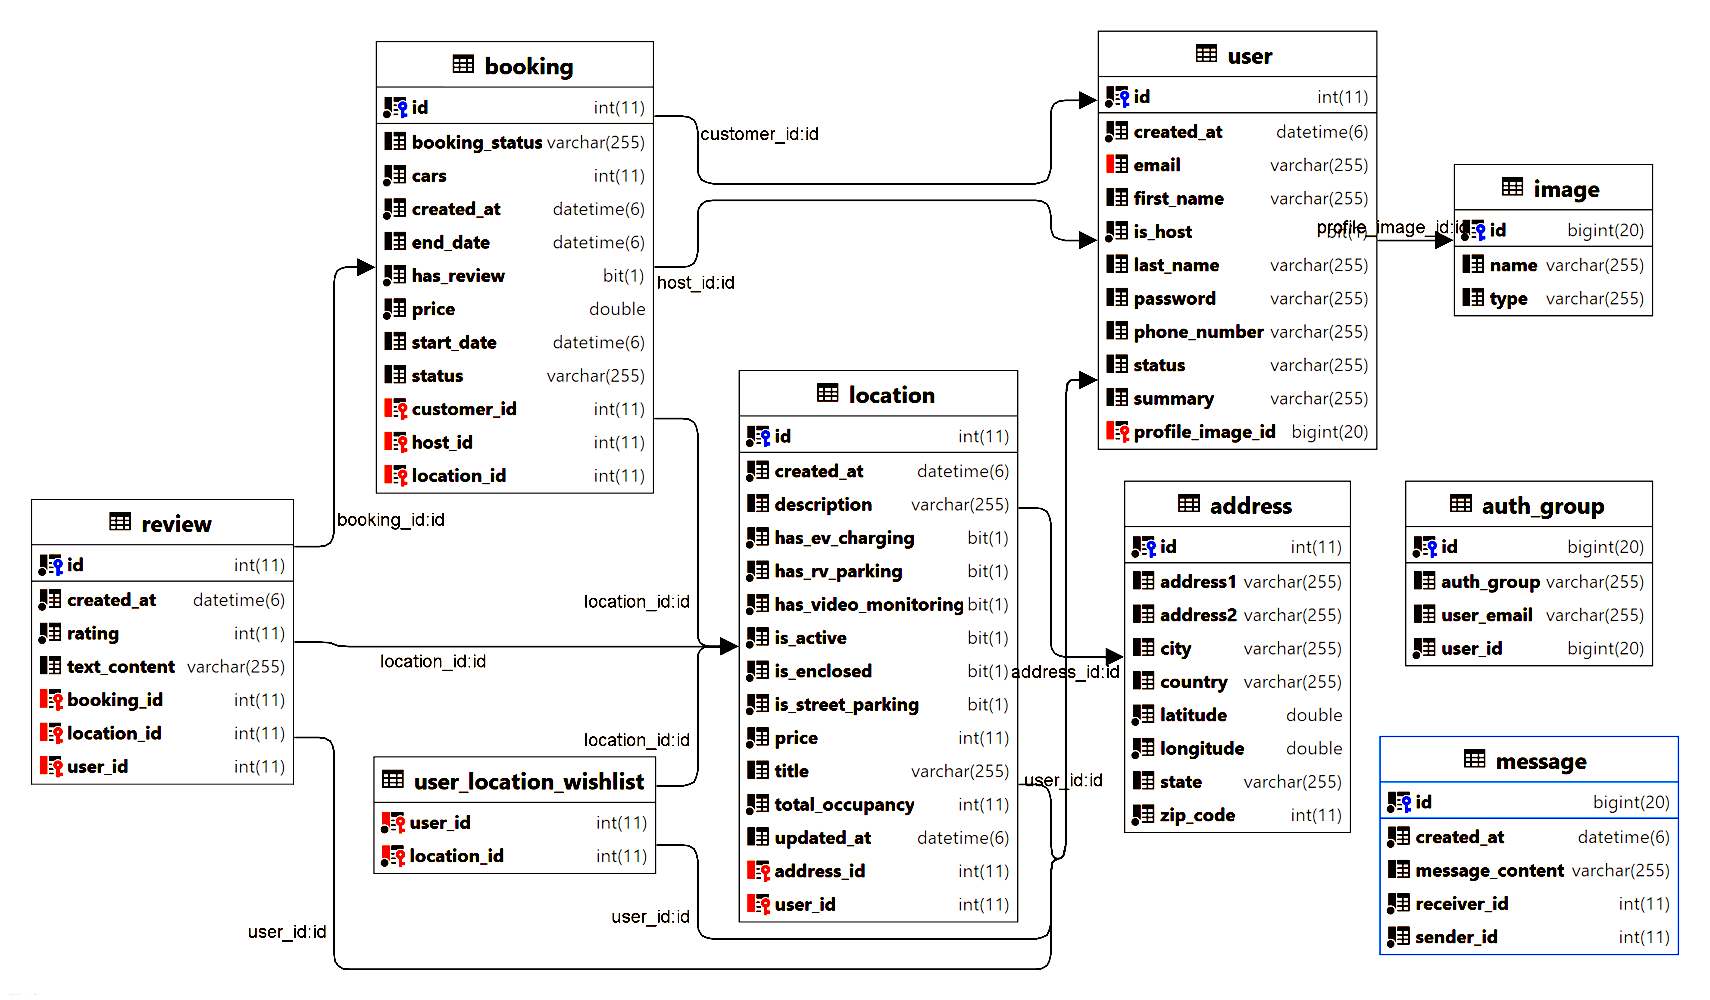 booking
id int(11)
booking_status varchar(255)
cars int(11)
created_at datetime(6)
end_date datetime(6)
has_review bit(1)
price double
start_date datetime(6)
status varchar(255)
customer_id int(11)
host_id int(11)
location_id int(11)
customer_id:id
host_id:id
user
id int(11)
created_at datetime(6)
email varchar(255)
first_name varchar(255)
is_host bit(1)
last_name varchar(255)
password varchar(255)
phone_number varchar(255)
status varchar(255)
summary varchar(255)
profile_image_id bigint(20)
profile_image_id:id
image
id bigint(20)
name varchar(255)
type varchar(255)
review
id int(11)
created_at datetime(6)
rating int(11)
text_content varchar(255)
booking_id int(11)
location_id int(11)
user_id int(11)
booking_id:id
location_id:id
location_id:id
location_id:id
user_id:id
user_id:id
user_location_wishlist
user_id int(11)
location_id int(11)
location
id int(11)
created_at datetime(6)
description varchar(255)
has_ev_charging bit(1)
has_rv_parking bit(1)
has_video_monitoring bit(1)
is_active bit(1)
is_enclosed bit(1)
is_street_parking bit(1)
price int(11)
title varchar(255)
total_occupancy int(11)
updated_at datetime(6)
address_id int(11)
user_id int(11)
address_id:id
user_id:id
address
id int(11)
address1 varchar(255)
address2 varchar(255)
city varchar(255)
country varchar(255)
latitude double
longitude double
state varchar(255)
zip_code int(11)
auth_group
id bigint(20)
auth_group varchar(255)
user_email varchar(255)
user_id bigint(20)
message
id bigint(20)
created_at datetime(6)
message_content varchar(255)
receiver_id int(11)
sender_id int(11)